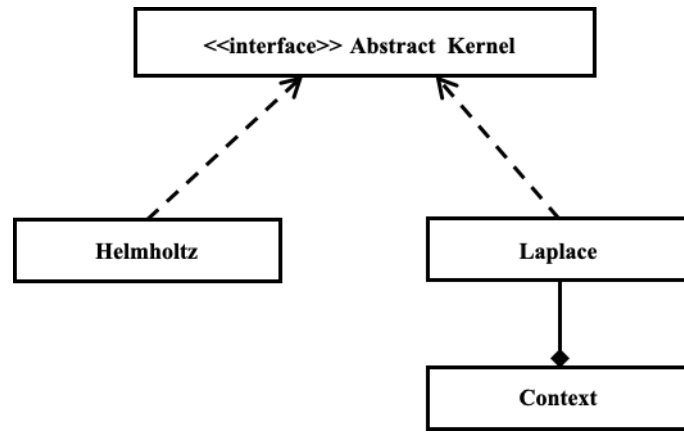 <<interface>> Abstract Kernel
Helmholtz
Laplace
Context